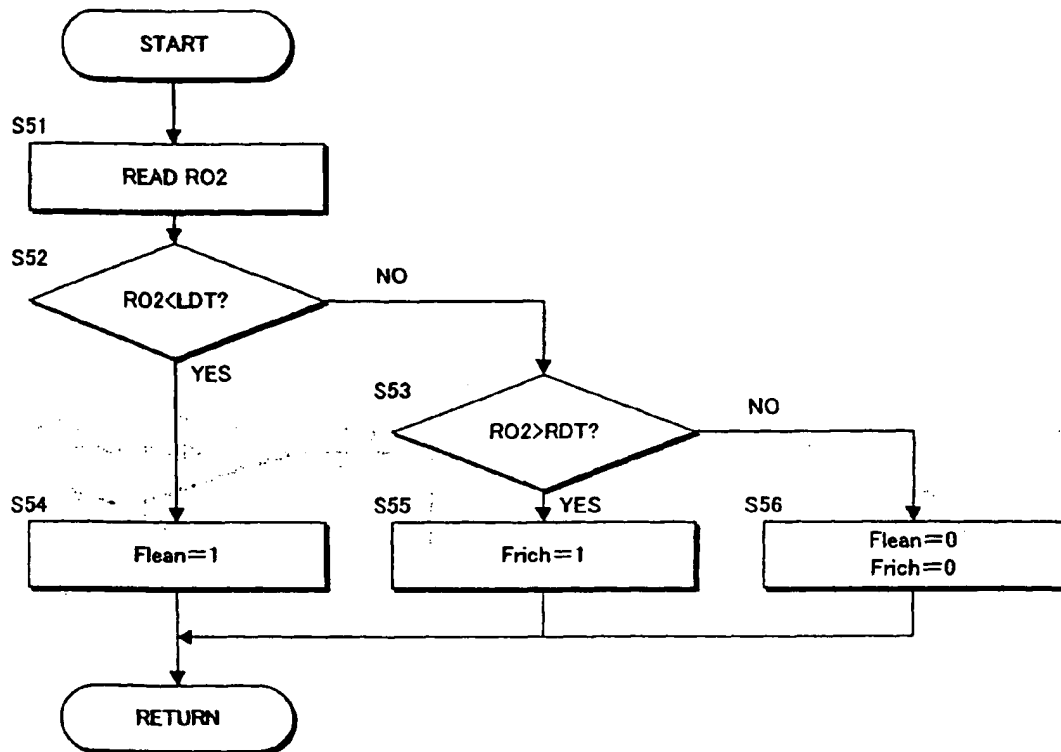 START
S51
READ RO2
S52
RO2<LDT?
NO
YES
S53
RO2>RDT?
NO
YES
S54
Flean=1
S55
Frich=1
S56
Flean=0
Frich=0
RETURN